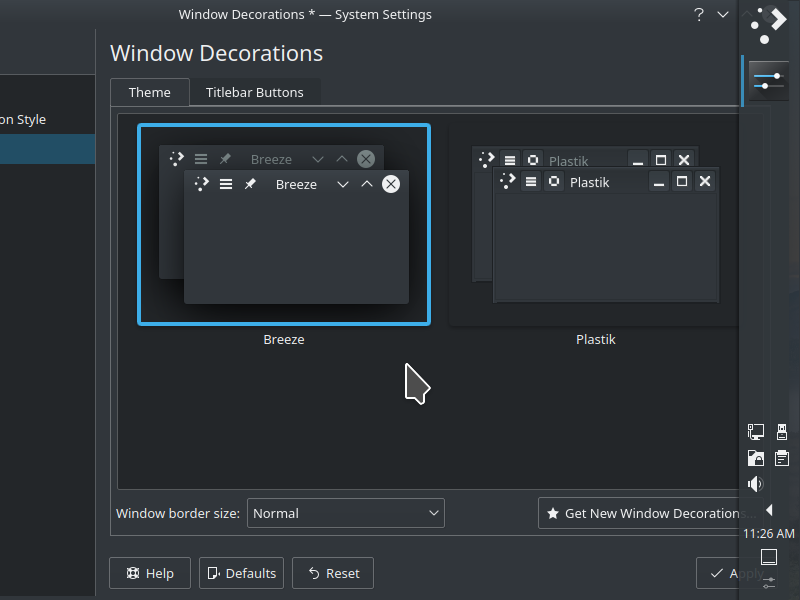 Window Decorations * — System Settings
Window Decorations
Theme
Titlebar Buttons
on Style
Breeze
Breeze
Plastik
Plastik
Breeze
Plastik
Window border size:
Normal
Get New Window Decorations...
11:26 AM
Help
Defaults
Reset
Apply